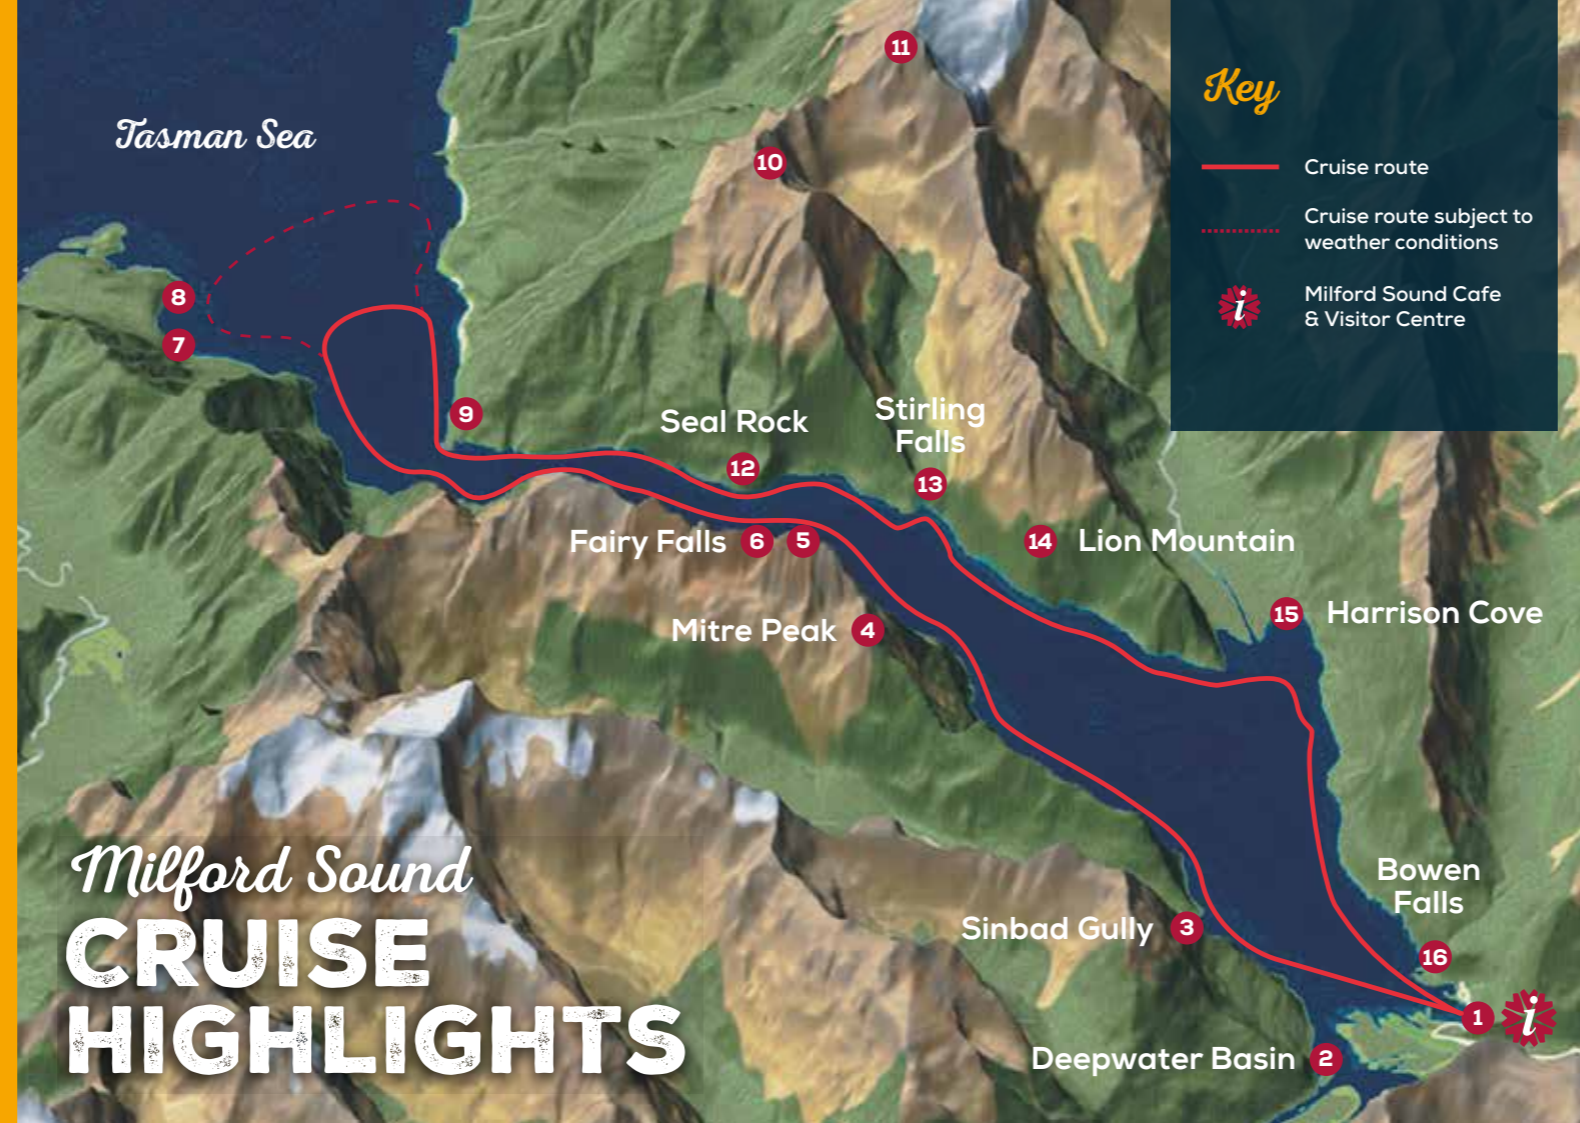 11
Key
Tasman Sea
10
Cruise route
Cruise route subject to
weather conditions
8
Milford Sound Cafe
& Visitor Centre
7
9
Seal Rock
Stirling
Falls
12
13
Fairy Falls 6 5
14 Lion Mountain
15 Harrison Cove
Mitre Peak 4
Milford Sound
CRUISE
HIGHLIGHTS
Bowen
Falls
Sinbad Gully 3
16
1 i
Deepwater Basin 2